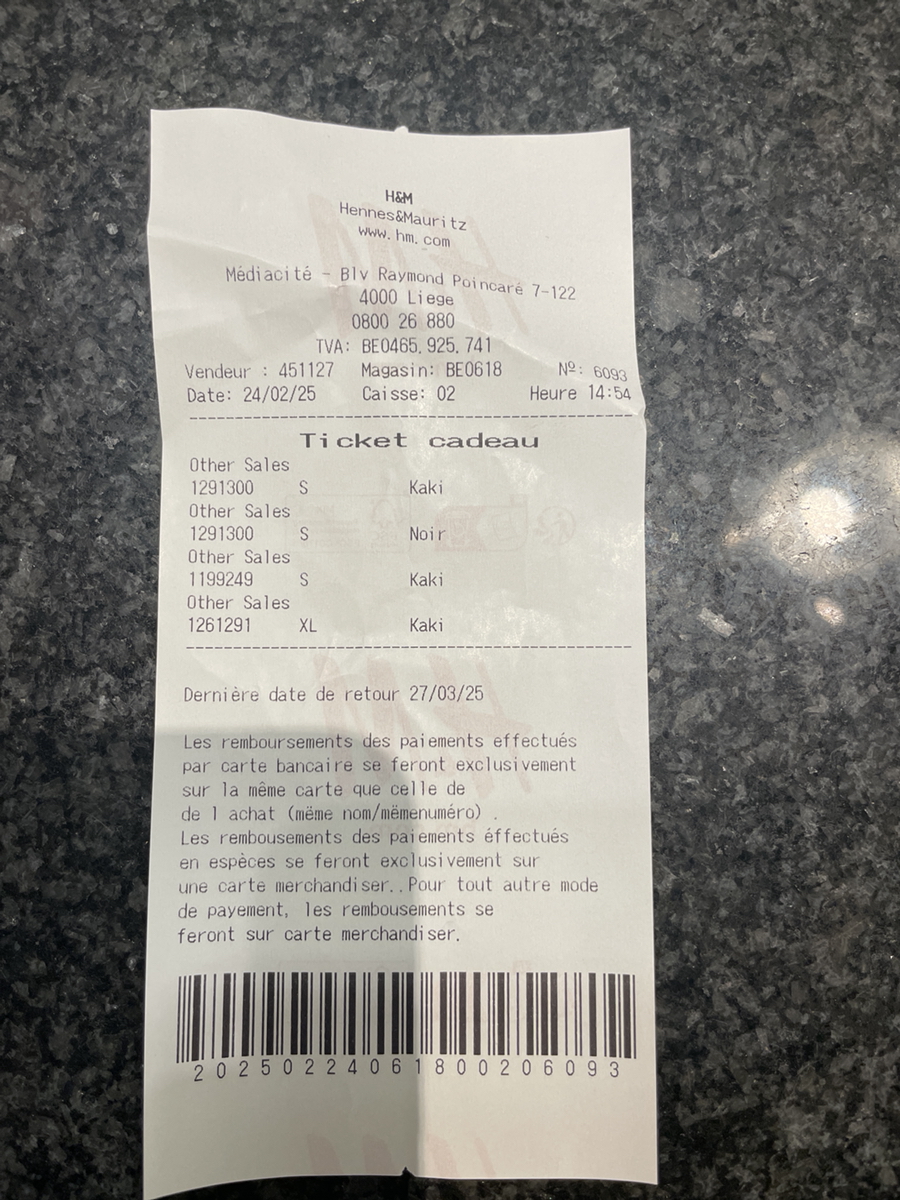 H&M
Hennes&Mauritz
www.hm.com
Médiacité - Blv Raymond Poincaré 7-122
4000 Liege
0800 26 880
TVA: BE0465.925.741
Vendeur : 451127 Magasin: BE0618 Nº: 6093
Date: 24/02/25 Caisse: 02 Heure 14:54
Ticket cadeau
Other Sales
1291300 S Kaki
Other Sales
1291300 S Noir
Other Sales
1199249 S Kaki
Other Sales
1261291 XL Kaki
Dernière date de retour 27/03/25
Les remboursements des paiements effectués
par carte bancaire se feront exclusivement
sur la même carte que celle de
de l achat (mëme nom/mëmenuméro) .
Les rembousements des paiements éffectués
en espèces se feront exclusivement sur
une carte merchandiser..Pour tout autre mode
de payement, les rembousements se
feront sur carte merchandiser.
20250224061800206093